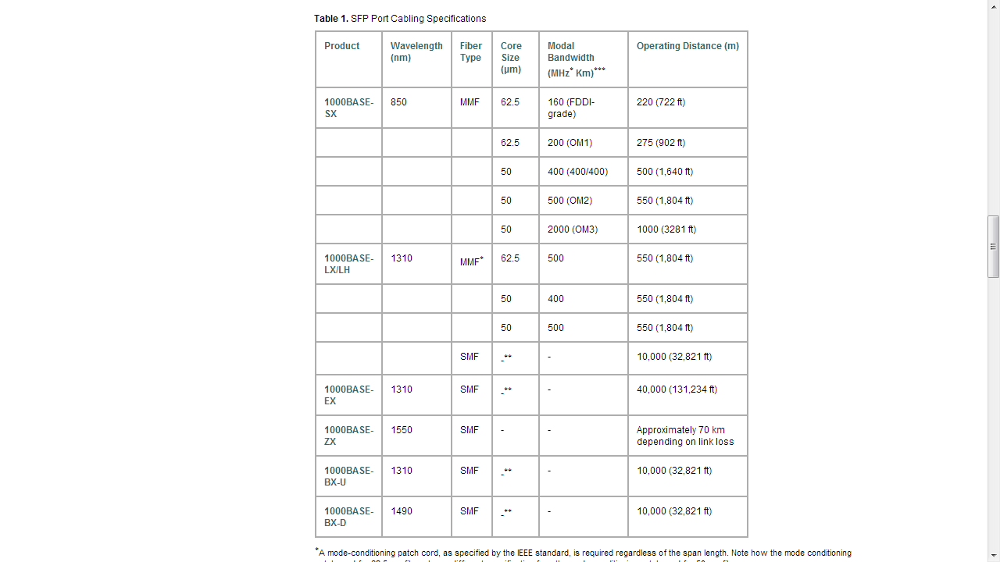 Table 1. SFP Port Cabling Specifications
Product Wavelength (nm) Fiber Type Core Size (µm) Modal Bandwidth (MHz* Km)*** Operating Distance (m)
1000BASE-SX 850 MMF 62.5 160 (FDDI-grade) 220 (722 ft)
62.5 200 (OM1) 275 (902 ft)
50 400 (400/400) 500 (1,640 ft)
50 500 (OM2) 550 (1,804 ft)
50 2000 (OM3) 1000 (3281 ft)
1000BASE-LX/LH 1310 MMF* 62.5 500 550 (1,804 ft)
50 400 550 (1,804 ft)
50 500 550 (1,804 ft)
SMF -** - 10,000 (32,821 ft)
1000BASE-EX 1310 SMF -** - 40,000 (131,234 ft)
1000BASE-ZX 1550 SMF - - Approximately 70 km depending on link loss
1000BASE-BX-U 1310 SMF -** - 10,000 (32,821 ft)
1000BASE-BX-D 1490 SMF -** - 10,000 (32,821 ft)
*A mode-conditioning patch cord, as specified by the IEEE standard, is required regardless of the span length. Note how the mode conditioning